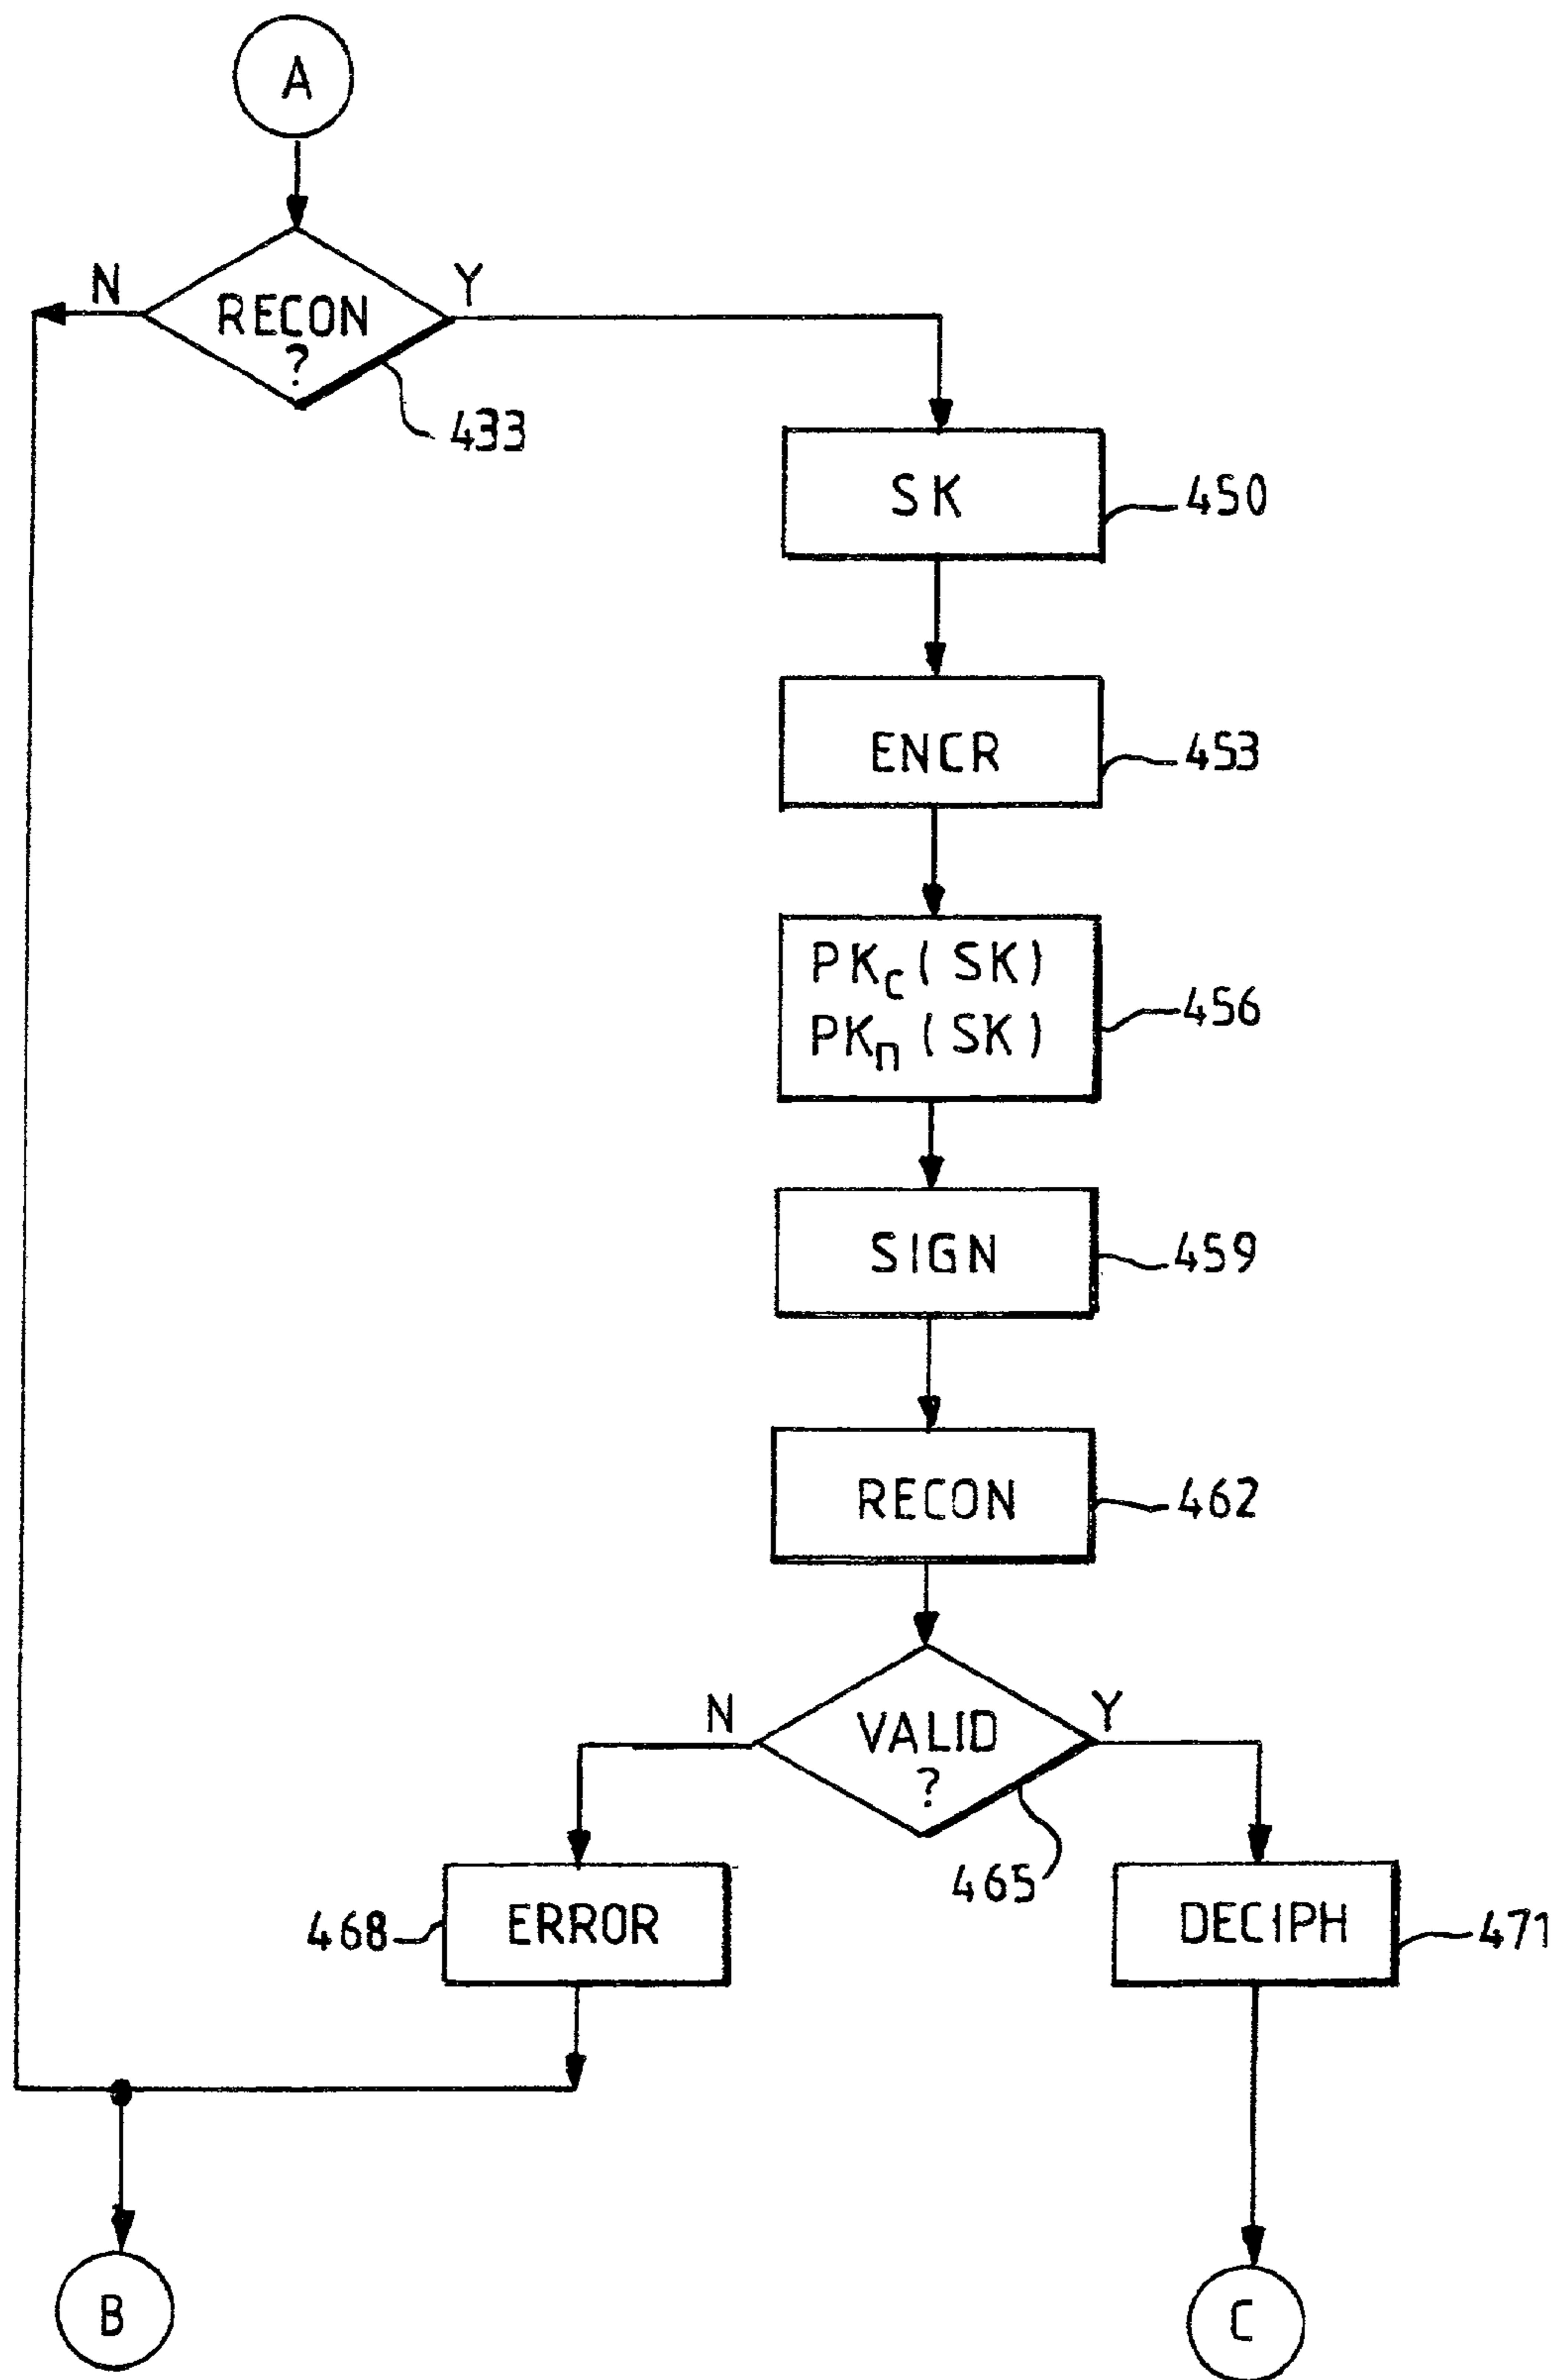 A
N
Y
RECON
?
433
SK
450
ENCR
453
PKC (SK)
PKn (SK)
456
SIGN
459
RECON
462
N
Y
VALID
?
465
468
ERROR
DECIPH
471
B
C